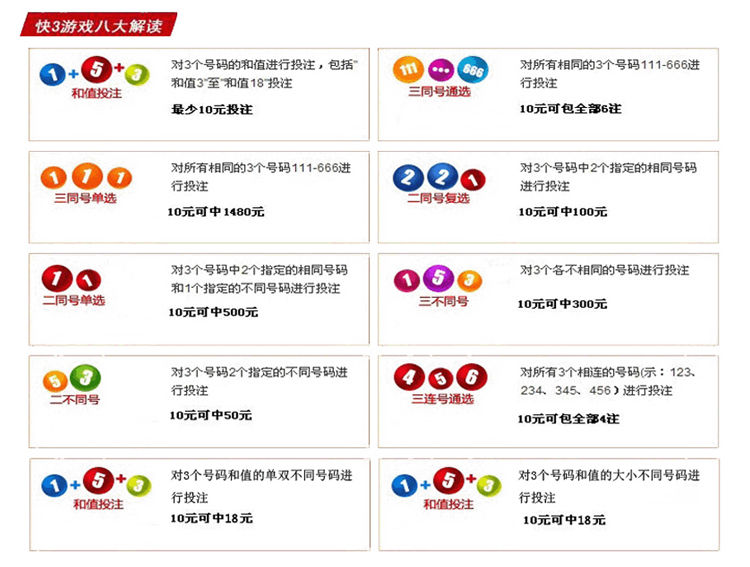 快3游戏八大解读
1+5+3
和值投注
对3个号码的和值进行投注，包括"
和值3"至"和值18"投注
最少10元投注
111 ••• 666
三同号通选
对所有相同的3个号码111-666进
行投注
10元可包全部6注
1 1 1
三同号单选
对所有相同的3个号码111-666进
行投注
10元可中1480元
2 2 1
二同号复选
对3个号码中2个指定的相同号码
进行投注
10元可中100元
1 1
二同号单选
对3个号码中2个指定的相同号码
和1个指定的不同号码进行投注
10元可中500元
1 5 3
三不同号
对3个各不相同的号码进行投注
10元可中300元
5 3
二不同号
对3个号码2个指定的不同号码进
行投注
10元可中50元
4 5 6
三连号通选
对所有3个相连的号码(示：123、
234、345、456）进行投注
10元可包全部4注
1+5+3
和值投注
对3个号码和值的单双不同号码进
行投注
10元可中18元
1+5+3
和值投注
对3个号码和值的大小不同号码进
行投注
10元可中18元